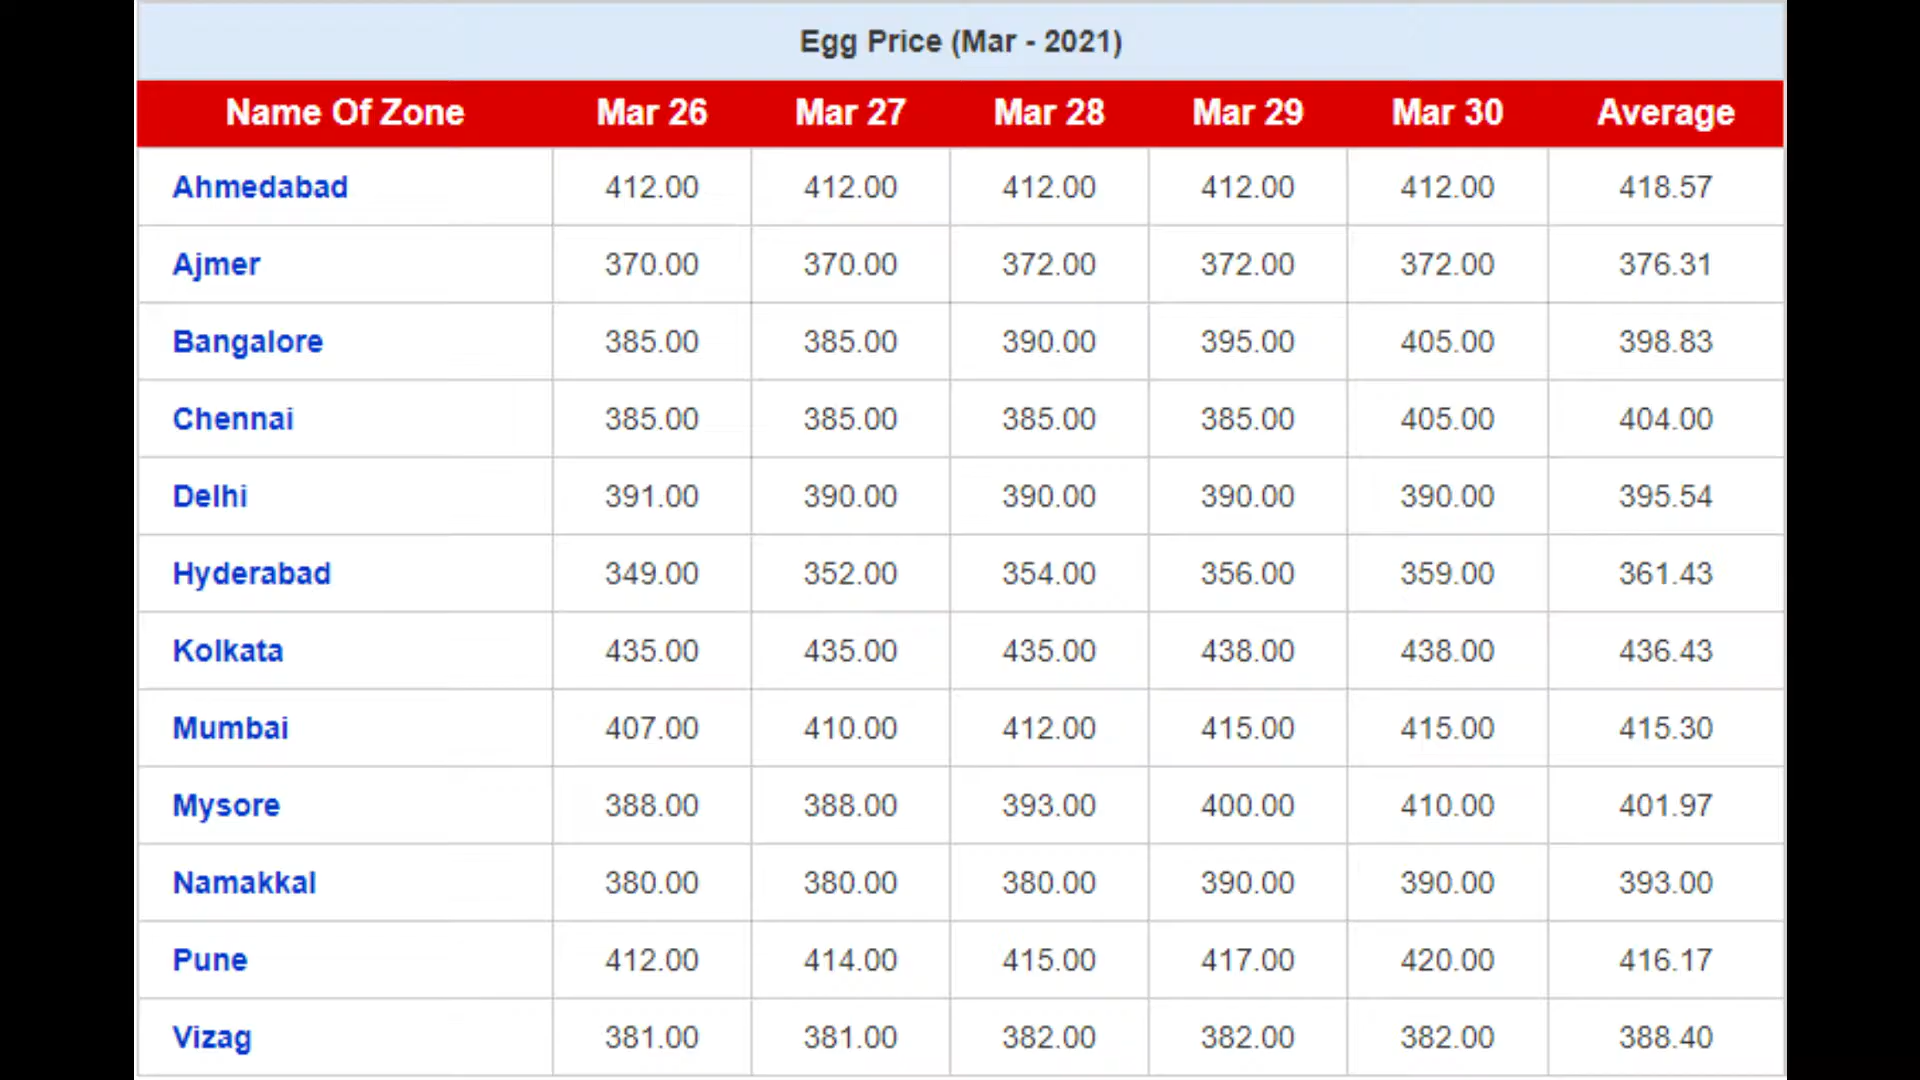 Egg Price (Mar - 2021)
Name Of Zone Mar 26 Mar 27 Mar 28 Mar 29 Mar 30 Average
Ahmedabad 412.00 412.00 412.00 412.00 412.00 418.57
Ajmer 370.00 370.00 372.00 372.00 372.00 376.31
Bangalore 385.00 385.00 390.00 395.00 405.00 398.83
Chennai 385.00 385.00 385.00 385.00 405.00 404.00
Delhi 391.00 390.00 390.00 390.00 390.00 395.54
Hyderabad 349.00 352.00 354.00 356.00 359.00 361.43
Kolkata 435.00 435.00 435.00 438.00 438.00 436.43
Mumbai 407.00 410.00 412.00 415.00 415.00 415.30
Mysore 388.00 388.00 393.00 400.00 410.00 401.97
Namakkal 380.00 380.00 380.00 390.00 390.00 393.00
Pune 412.00 414.00 415.00 417.00 420.00 416.17
Vizag 381.00 381.00 382.00 382.00 382.00 388.40